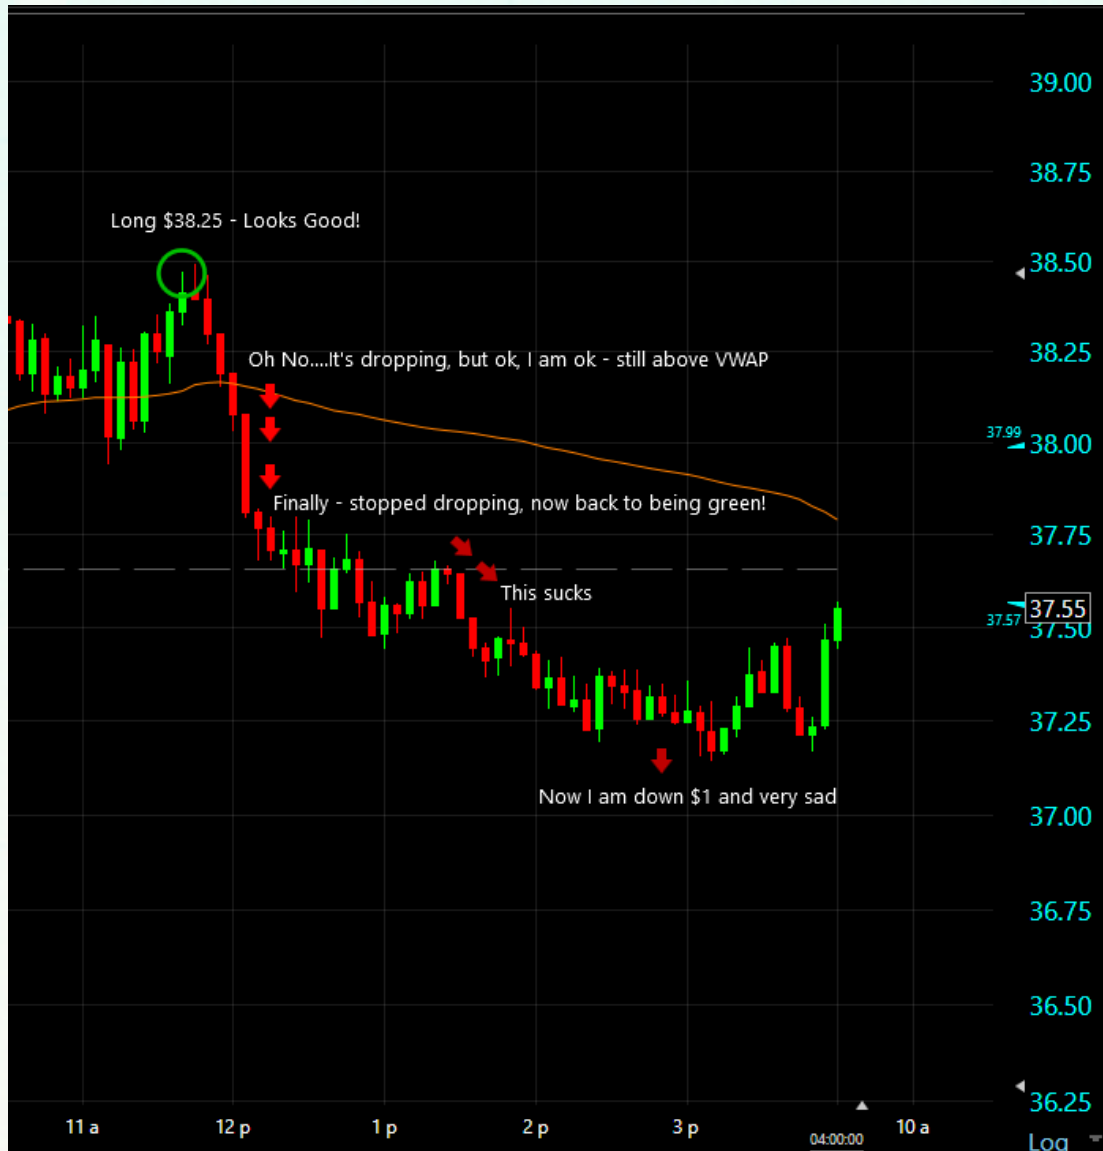 39.00
38.75
Long $38.25 - Looks Good!
38.50
38.25
Oh No....It's dropping, but ok, I am ok - still above VWAP
37.99
38.00
Finally - stopped dropping, now back to being green!
37.75
This sucks
37.55
37.57
37.50
37.25
Now I am down $1 and very sad
37.00
36.75
36.50
36.25
11 a 12 p 1 p 2 p 3 p 10 a
04:00:00
Log